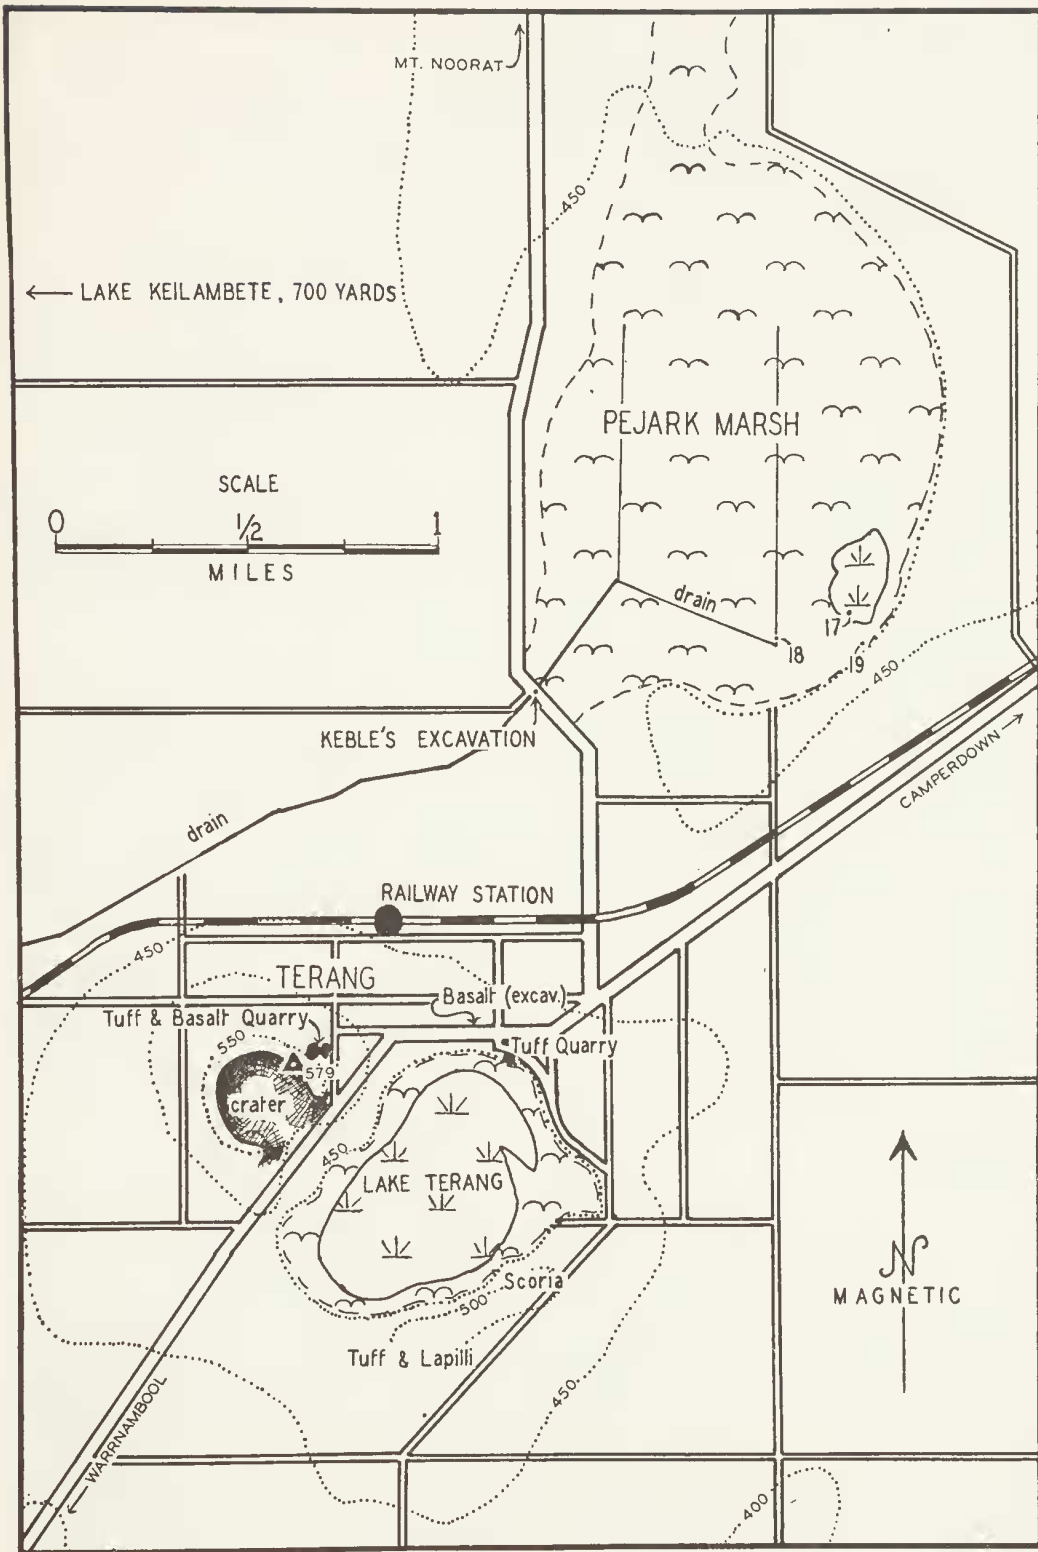 MT. NOORAT
450
LAKE KEILAMBETE, 700 YARDS
PEJARK MARSH
SCALE
0 1/2 1
MILES
drain
17
18
19
450
KEBLE'S EXCAVATION
CAMPERDOWN
drain
RAILWAY STATION
450
TERANG
Basalt (excav.)
Tuff & Basalt Quarry
Tuff Quarry
550
579
crater
450
LAKE TERANG
N
MAGNETIC
Scoria
500
Tuff & Lapilli
450
WARRNAMBOOL
400